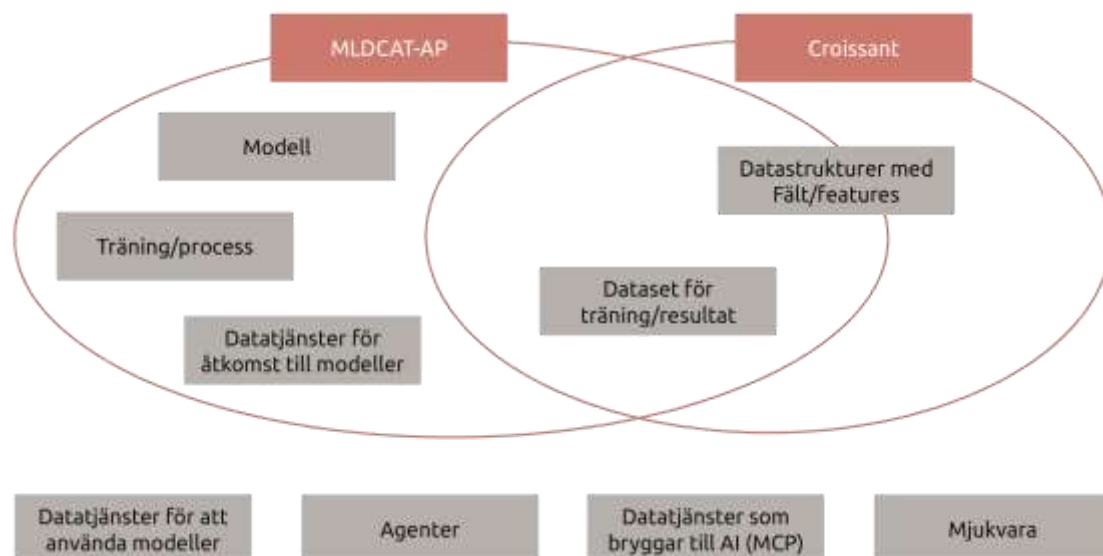 MLDCAT-AP
Croissant
Modell
Datastrukturer med
Fält/features
Träning/process
Dataset för
träning/resultat
Datatjänster för
åtkomst till modeller
Datatjänster för att
använda modeller
Agenter
Datatjänster som
bryggar till AI (MCP)
Mjukvara